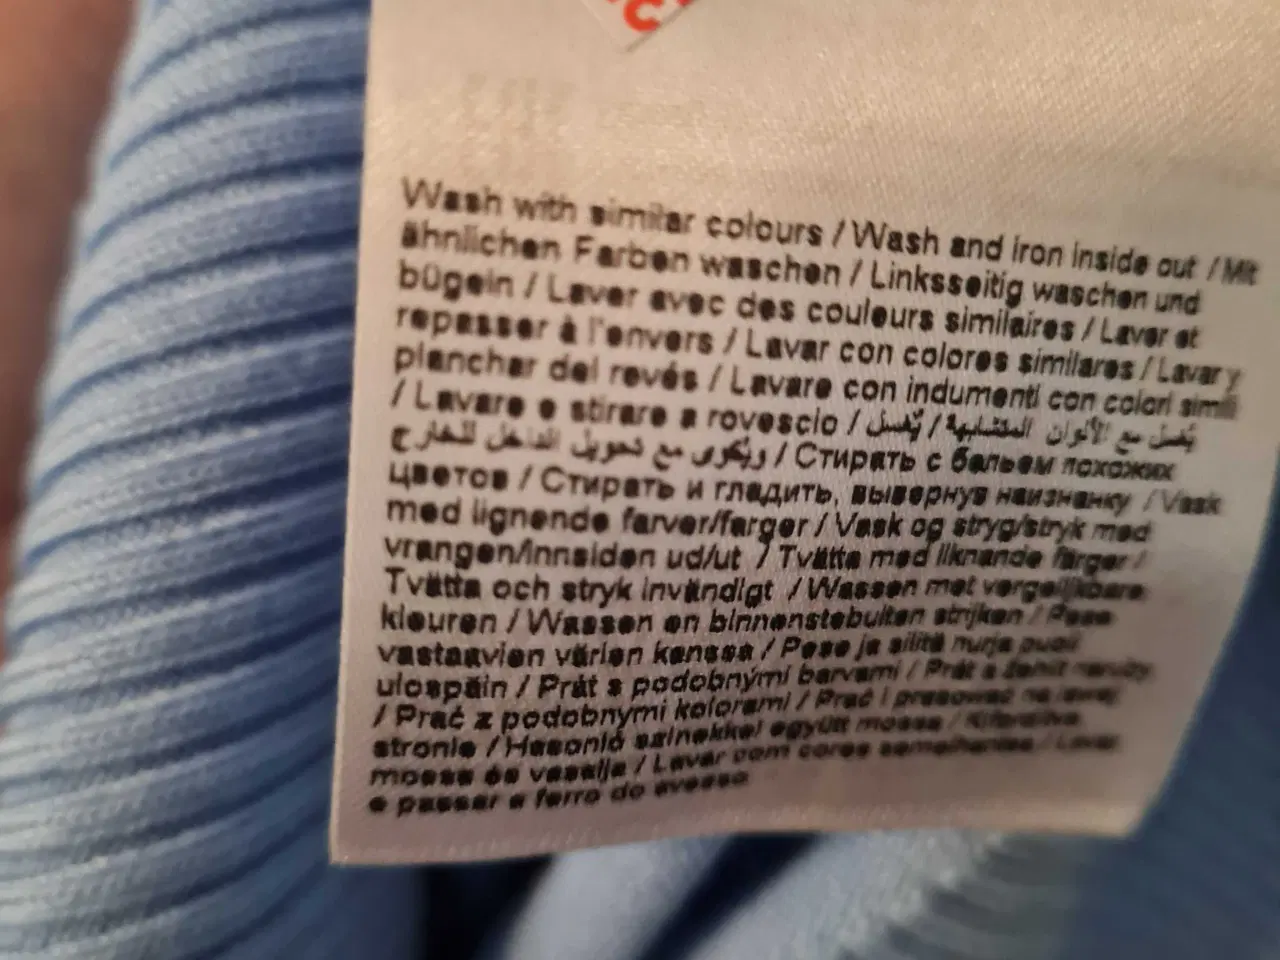 Wash with similar colours / Wash and iron inside out / Mit
ähnlichen Farben waschen / Linksseitig waschen und
bügeln / Laver avec des couleurs similaires / Laver et
repasser à l'envers / Lavar con colores similares / Lavar y
planchar del revés / Lavare con indumenti con colori simili
/ Lavare e stirare a rovescio / يُغسل مع الألوان المتشابهة / يُغسل
ويُكوى مع تحويل الداخل للخارج / Стирать с бельем похожих
цветов / Стирать и гладить, вывернув наизнанку / Vask
med lignende farver/farger / Vask og stryg/stryk med
vrangen/innsiden ud/ut / Tvätta med liknande färger /
Tvätta och stryk invändigt / Wassen met vergelijkbare
kleuren / Wassen en binnenstebuiten strijken / Pese
vastaavien värien kanssa / Pese ja silitä nurja puoli
ulospäin / Prát s podobnými barvami / Prát a žehlit naruby
/ Prać z podobnymi kolorami / Prać i prasować na lewej
stronie / Hasonló színekkel együtt mossa / Kifordítva
mossa és vasalja / Lavar com cores semelhantes / Lavar
e passar a ferro do avesso